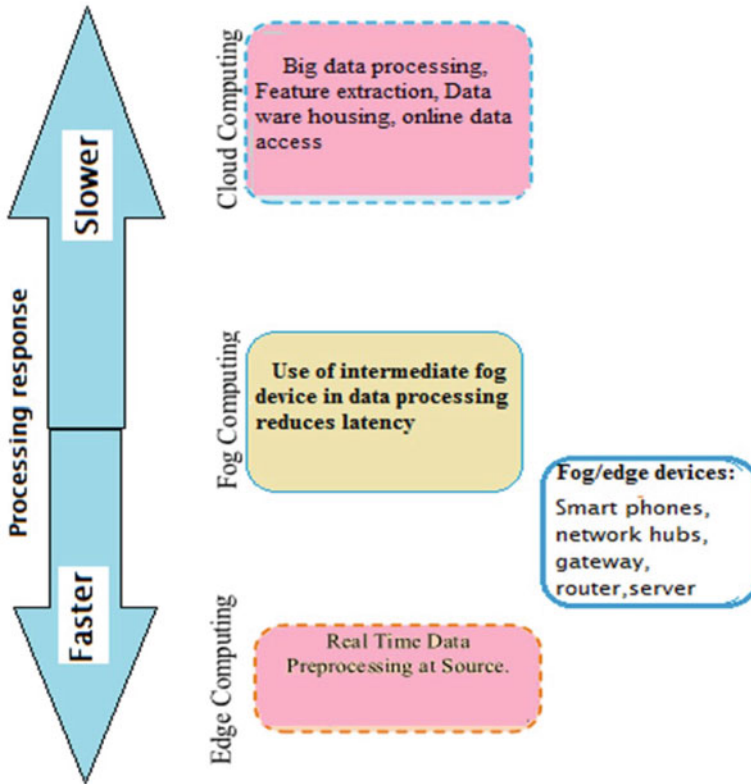 Processing response
Slower
Faster
Cloud Computing
Big data processing,
Feature extraction, Data
ware housing, online data
access
Fog Computing
Use of intermediate fog
device in data processing
reduces latency
Fog/edge devices:
Smart phones,
network hubs,
gateway,
router,server
Edge Computing
Real Time Data
Preprocessing at Source.